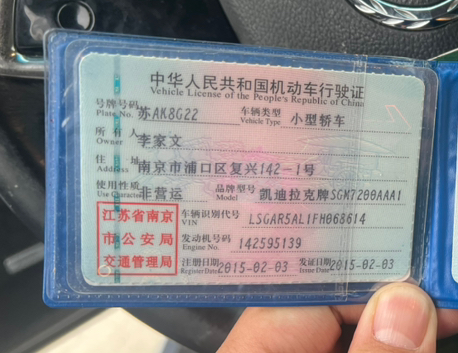 中华人民共和国机动车行驶证
Vehicle License of the People's Republic of China
号牌号码 苏AK8G22 车辆类型 小型轿车
Plate No. Vehicle Type
所有人 李家文
Owner
住址 南京市浦口区复兴142-1号
Address
使用性质 非营运 品牌型号 凯迪拉克牌SGM7200AAA1
Use Character Model
江苏省南京
市公安局
交通管理局
车辆识别代号 LSGAR5AL1FH068614
VIN
发动机号码 142595139
Engine No.
注册日期 2015-02-03 发证日期 2015-02-03
Register Date Issue Date